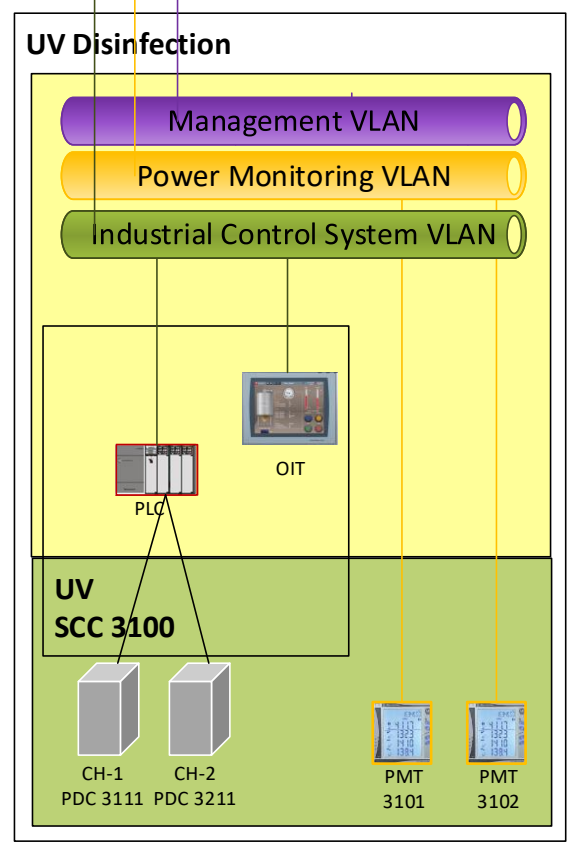 UV Disinfection
Management VLAN
Power Monitoring VLAN
Industrial Control System VLAN
OIT
PLC
UV
SCC 3100
CH-1
PDC 3111
CH-2
PDC 3211
PMT
3101
PMT
3102